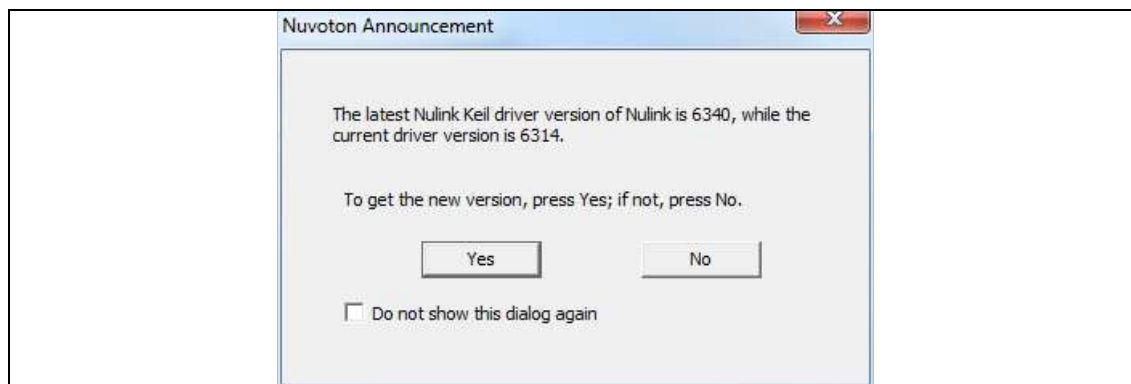 Nuvoton Announcement
The latest Nulink Keil driver version of Nulink is 6340, while the
current driver version is 6314.
To get the new version, press Yes; if not, press No.
Yes
No
Do not show this dialog again